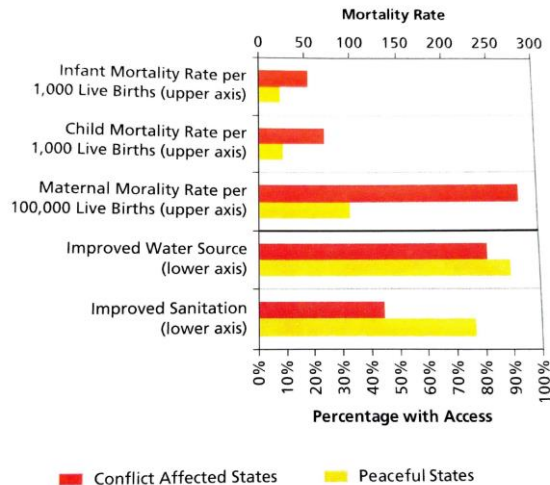 Mortality Rate
0 50 100 150 200 250 300
Infant Mortality Rate per
1,000 Live Births (upper axis)
Child Mortality Rate per
1,000 Live Births (upper axis)
Maternal Morality Rate per
100,000 Live Births (upper axis)
Improved Water Source
(lower axis)
Improved Sanitation
(lower axis)
0% 10% 20% 30% 40% 50% 60% 70% 80% 90% 100%
Percentage with Access
Conflict Affected States Peaceful States